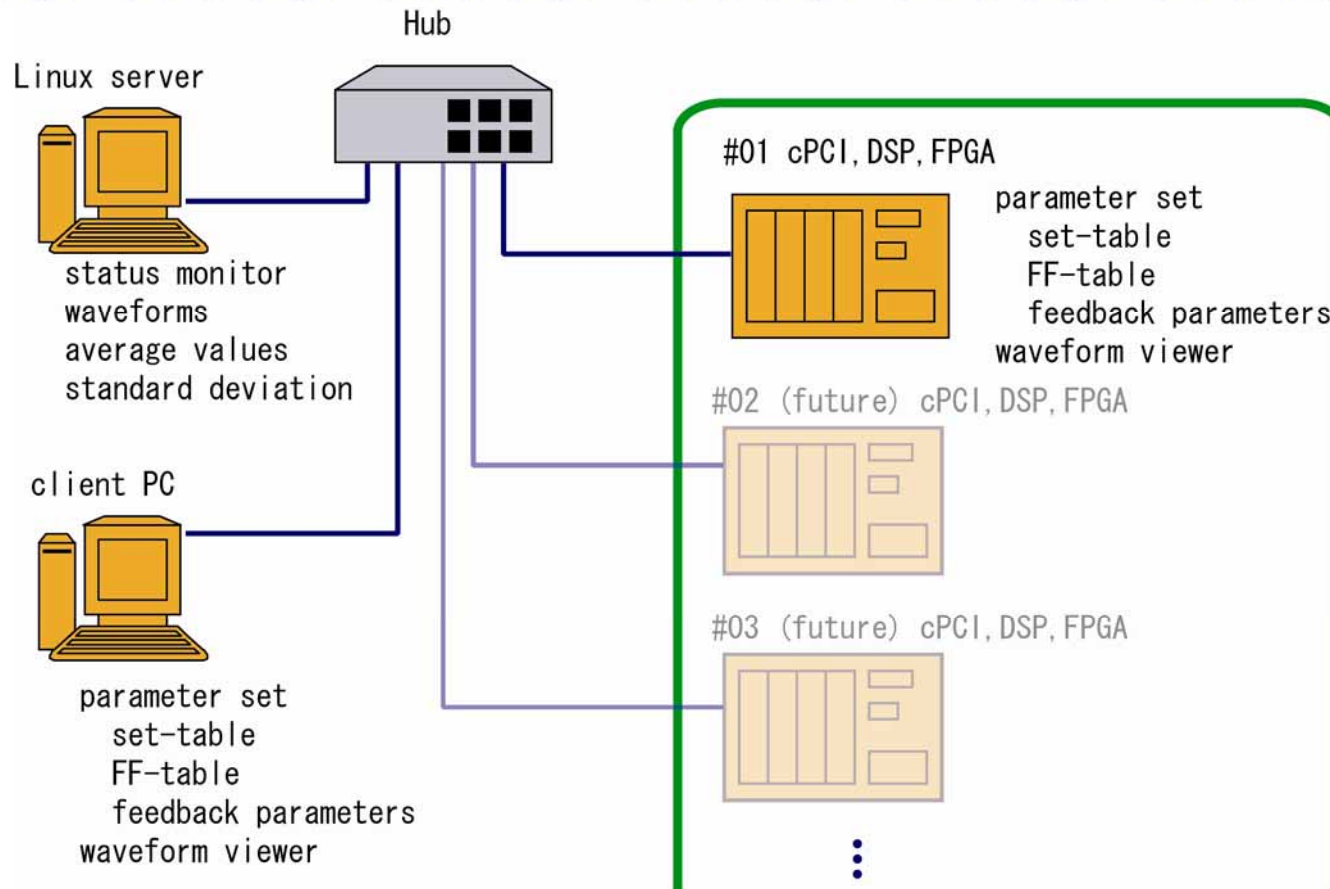 Hub
Linux server
status monitor
waveforms
average values
standard deviation
client PC
parameter set
set-table
FF-table
feedback parameters
waveform viewer
#01 cPCI, DSP, FPGA
parameter set
set-table
FF-table
feedback parameters
waveform viewer
#02 (future) cPCI, DSP, FPGA
#03 (future) cPCI, DSP, FPGA